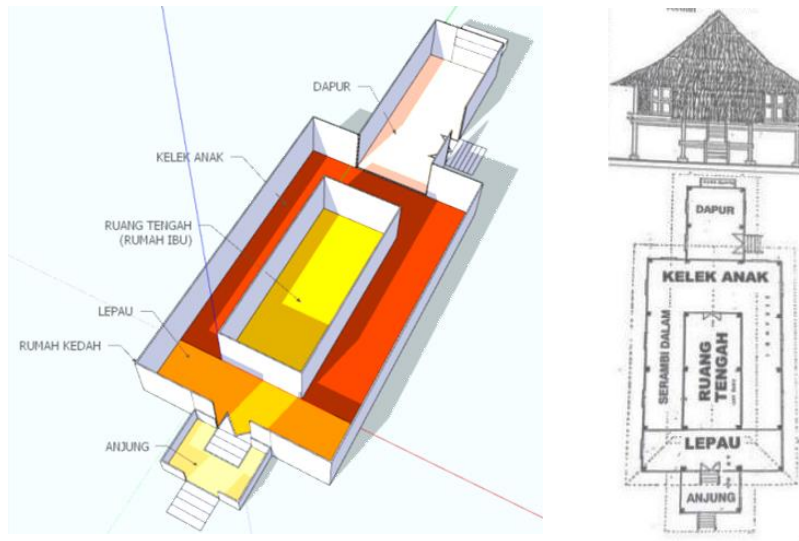 DAPUR
KELEK ANAK
RUANG TENGAH
(RUMAH IBU)
LEPAU
RUMAH KEDAH
ANJUNG
DAPUR
KELEK ANAK
SERAMBI DALAM
RUANG
TENGAH
LEPAU
ANJUNG